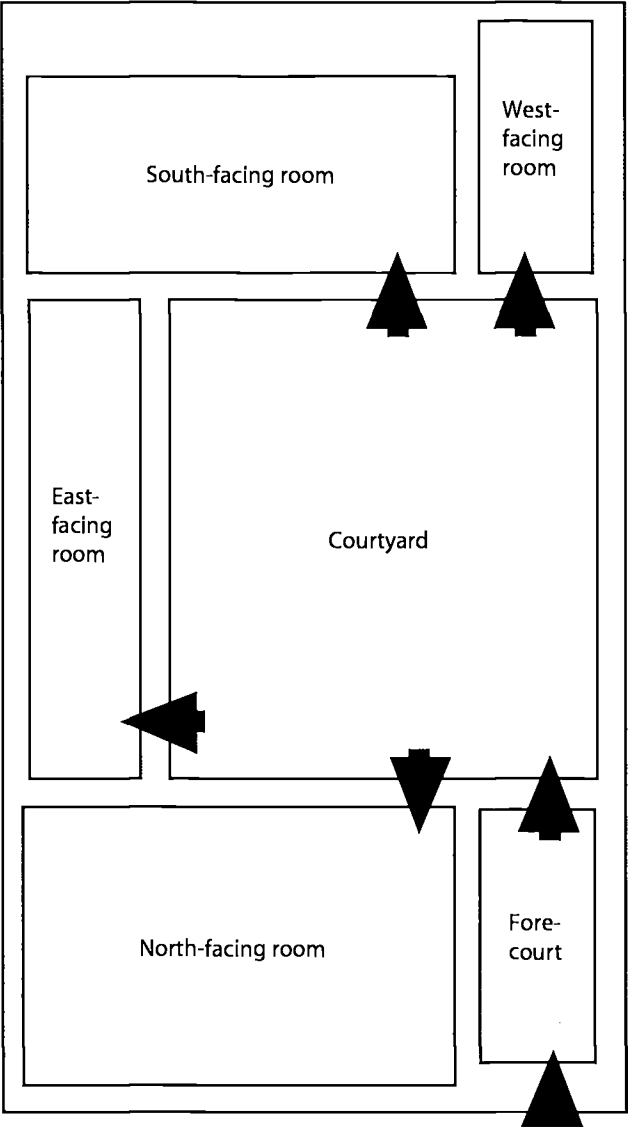 West-
facing
room
South-facing room
East-
facing
room
Courtyard
North-facing room
Fore-
court